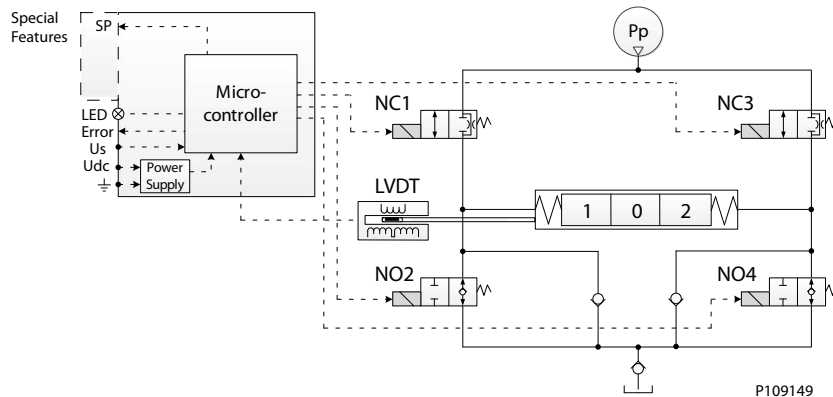 Special
Features
SP
Micro-
controller
LED
Error
Us
Udc
Power
Supply
Pp
NC1
NC3
LVDT
1 0 2
NO2
NO4
P109149